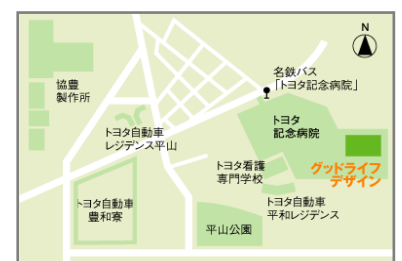 N
名鉄バス
「トヨタ記念病院」
協豊
製作所
トヨタ
記念病院
トヨタ自動車
レジデンス平山
トヨタ看護
専門学校
グッドライフ
デザイン
トヨタ自動車
豊和寮
トヨタ自動車
平和レジデンス
平山公園